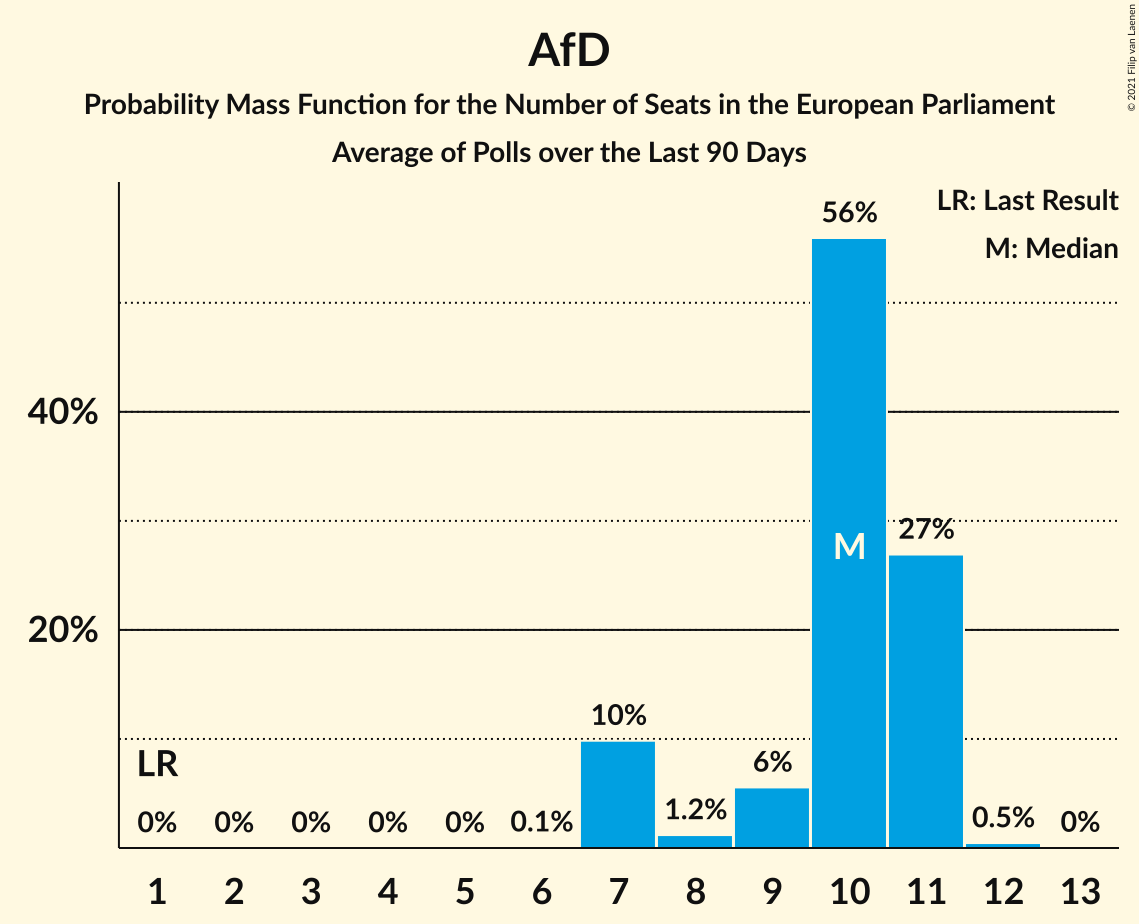 AfD
Probability Mass Function for the Number of Seats in the European Parliament
Average of Polls over the Last 90 Days
© 2021 Filip van Laenen
LR: Last Result
M: Median
56%
40%
27%
M
20%
10%
LR
6%
1.2%
0% 0% 0% 0% 0% 0.1% 0.5% 0%
1 2 3 4 5 6 7 8 9 10 11 12 13